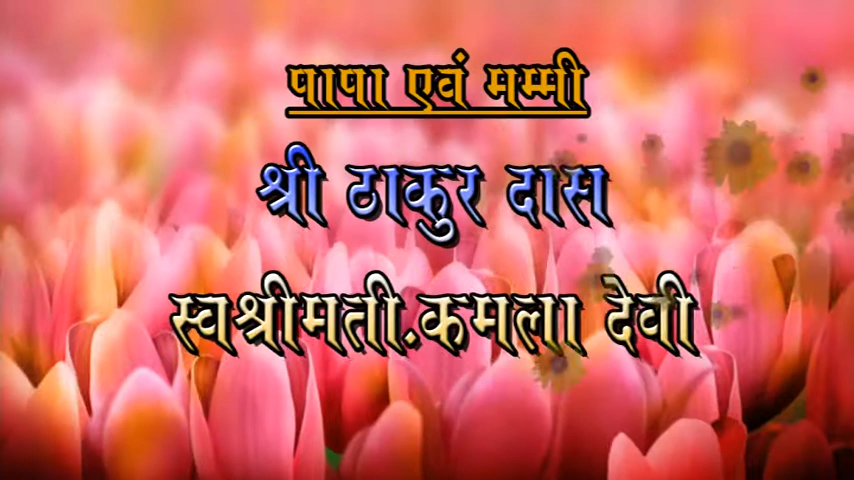 पापा एवं मम्मी
श्री ठाकुर दास
स्वश्रीमती.कमला देवी